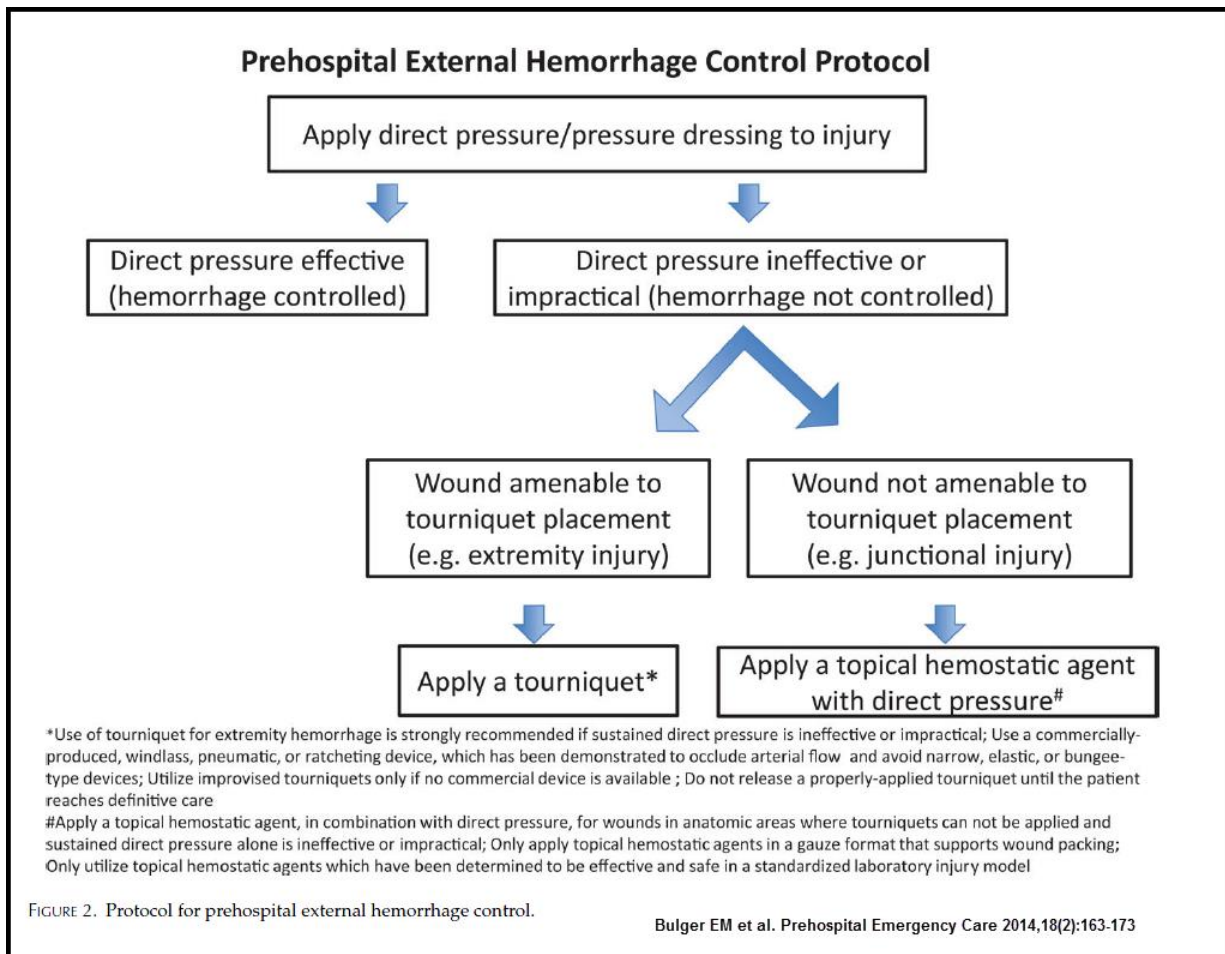 Prehospital External Hemorrhage Control Protocol
Apply direct pressure/pressure dressing to injury
Direct pressure effective
(hemorrhage controlled)
Direct pressure ineffective or
impractical (hemorrhage not controlled)
Wound amenable to
tourniquet placement
(e.g. extremity injury)
Wound not amenable to
tourniquet placement
(e.g. junctional injury)
Apply a tourniquet*
Apply a topical hemostatic agent
with direct pressure#
*Use of tourniquet for extremity hemorrhage is strongly recommended if sustained direct pressure is ineffective or impractical; Use a commercially-
produced, windlass, pneumatic, or ratcheting device, which has been demonstrated to occlude arterial flow and avoid narrow, elastic, or bungee-
type devices; Utilize improvised tourniquets only if no commercial device is available ; Do not release a properly-applied tourniquet until the patient
reaches definitive care
#Apply a topical hemostatic agent, in combination with direct pressure, for wounds in anatomic areas where tourniquets can not be applied and
sustained direct pressure alone is ineffective or impractical; Only apply topical hemostatic agents in a gauze format that supports wound packing;
Only utilize topical hemostatic agents which have been determined to be effective and safe in a standardized laboratory injury model
FIGURE 2. Protocol for prehospital external hemorrhage control.
Bulger EM et al. Prehospital Emergency Care 2014,18(2):163-173